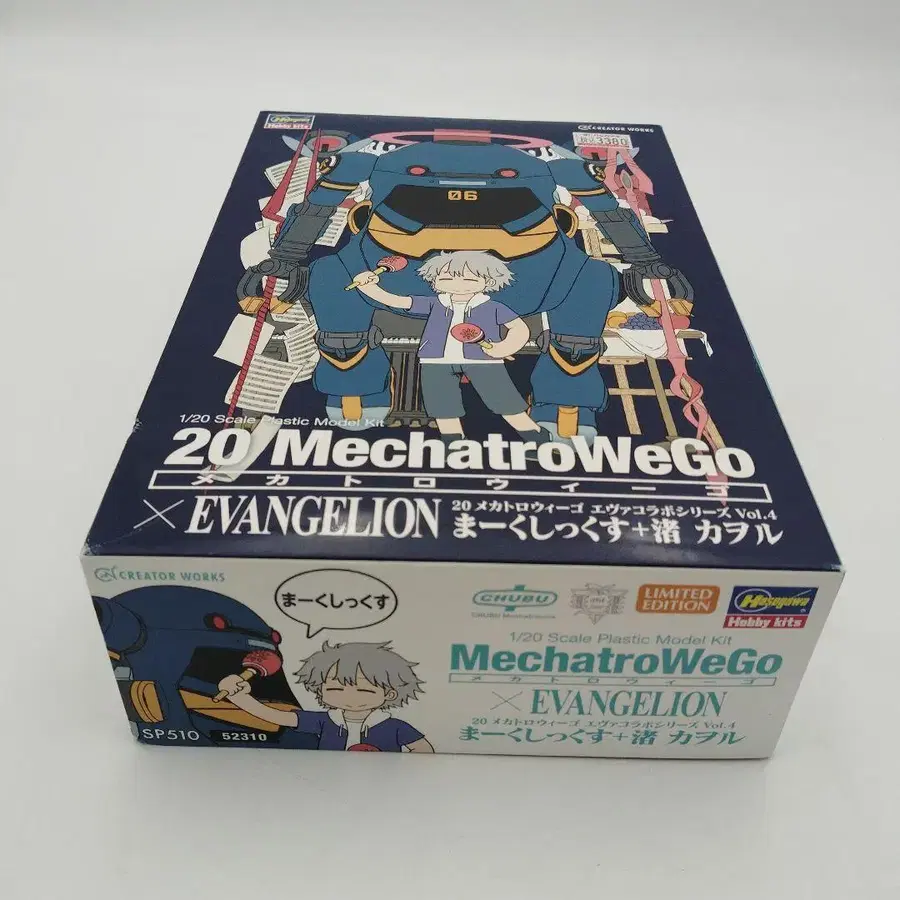 Hasegawa
Hobby kits
CREATOR WORKS
3380
06
1/20 Scale Plastic Model Kit
20 MechatroWeGo
メカトロウィーゴ
× EVANGELION
20 メカトロウィーゴ エヴァコラボシリーズ Vol.4
まーくしっくす+渚 カヲル
CREATOR WORKS
まーくしっくす
CHUBU
LIMITED
EDITION
Hasegawa
Hobby kits
1/20 Scale Plastic Model Kit
MechatroWeGo
メカトロウィーゴ
× EVANGELION
20 メカトロウィーゴ エヴァコラボシリーズ Vol.4
まーくしっくす+渚 カヲル
SP510 52310